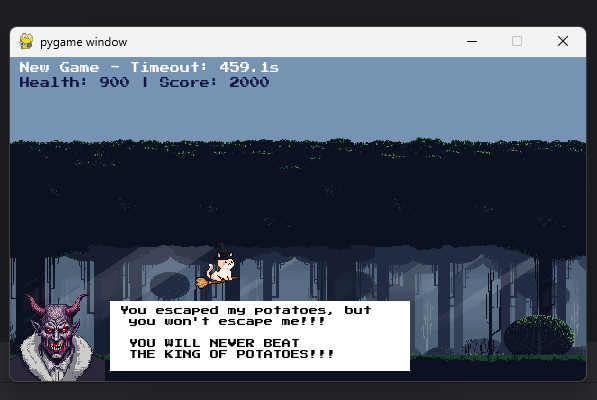 pygame window
New Game - Timeout: 459.1s
Health: 900 | Score: 2000
You escaped my potatoes, but
you won't escape me!!!
YOU WILL NEVER BEAT
THE KING OF POTATOES!!!